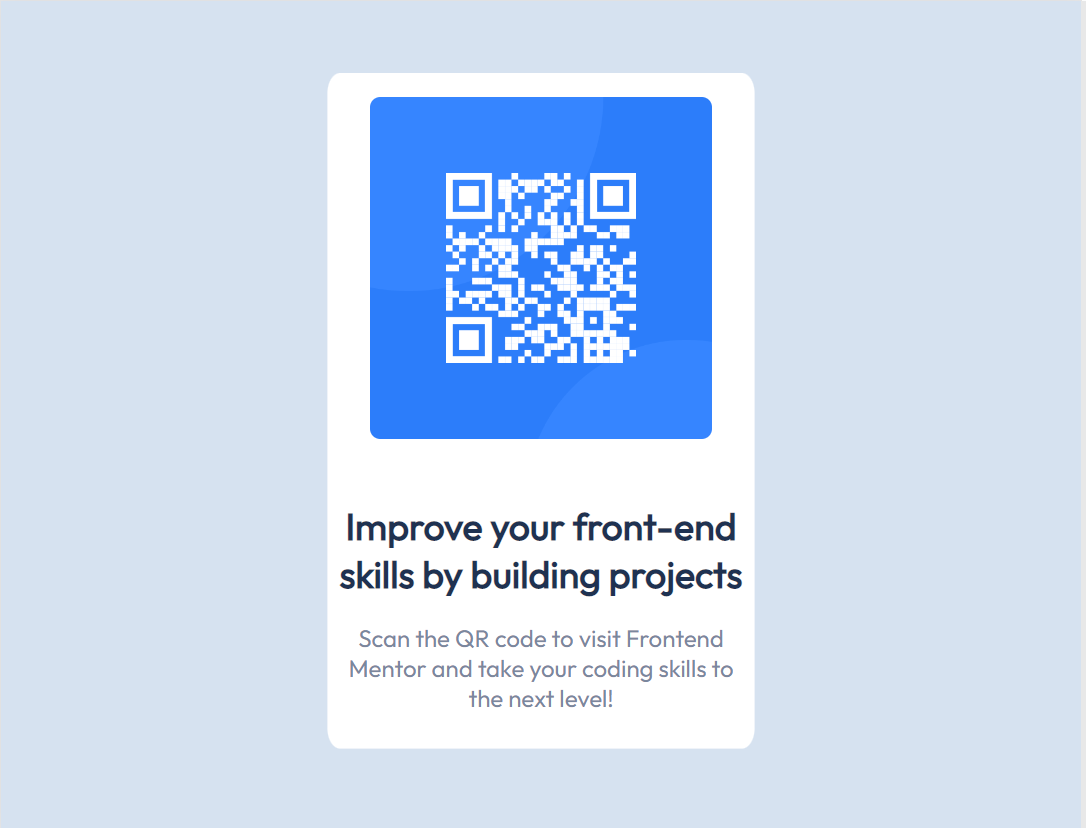 Improve your front-end
skills by building projects
Scan the QR code to visit Frontend
Mentor and take your coding skills to
the next level!